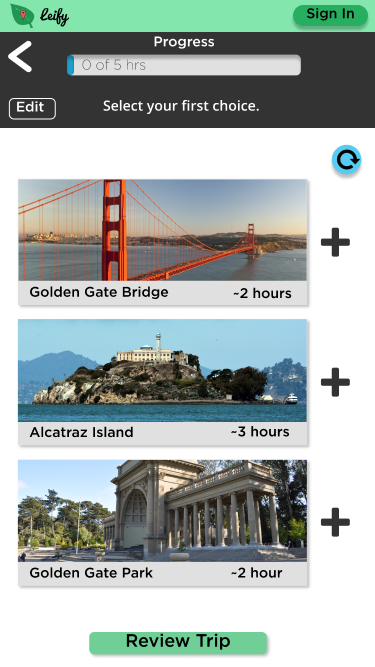 Leify
Sign In
Progress
0 of 5 hrs
Edit
Select your first choice.
Golden Gate Bridge ~2 hours
Alcatraz Island ~3 hours
Golden Gate Park ~2 hour
Review Trip